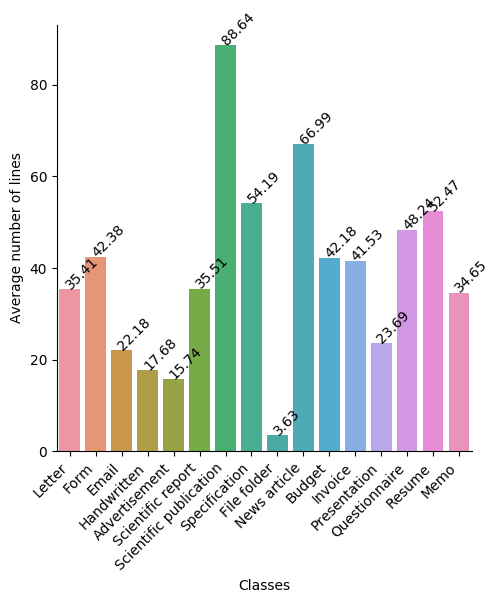 Average number of lines
80
60
40
20
0
35.41
42.38
22.18
17.68
15.74
35.51
88.64
54.19
3.63
66.99
42.18
41.53
23.69
48.24
52.47
34.65
Letter
Form
Email
Handwritten
Advertisement
Scientific report
Scientific publication
Specification
File folder
News article
Budget
Invoice
Presentation
Questionnaire
Resume
Memo
Classes